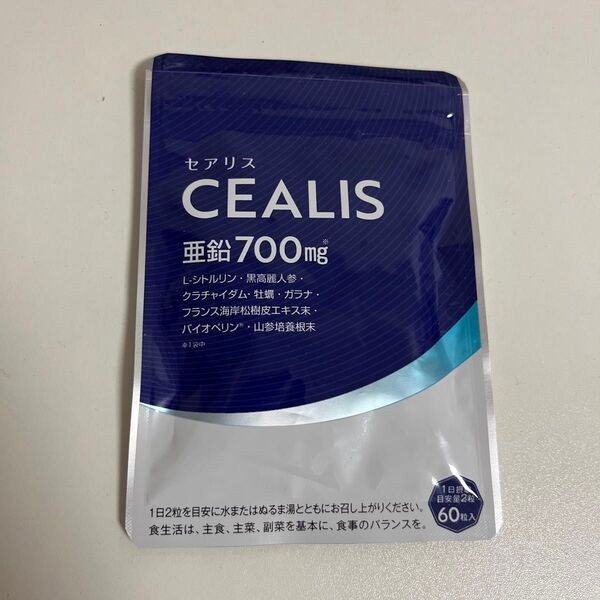 セアリス
CEALIS
亜鉛700mg※
L-シトルリン・黒高麗人参・
クラチャイダム・牡蠣・ガラナ・
フランス海岸松樹皮エキス末・
バイオペリン®・山参培養根末
※1袋中
1日2粒を目安に水またはぬるま湯とともにお召し上がりください。
食生活は、主食、主菜、副菜を基本に、食事のバランスを。
1日摂
目安量2粒
60粒入